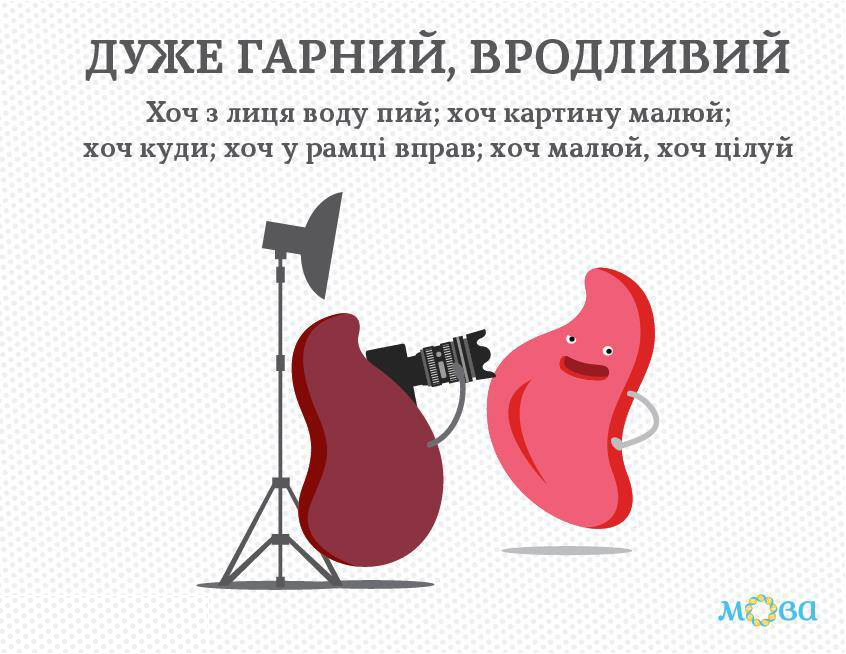 ДУЖЕ ГАРНИЙ, ВРОДЛИВИЙ
Хоч з лиця воду пий; хоч картину малюй;
хоч куди; хоч у рамці вправ; хоч малюй, хоч цілуй
мова